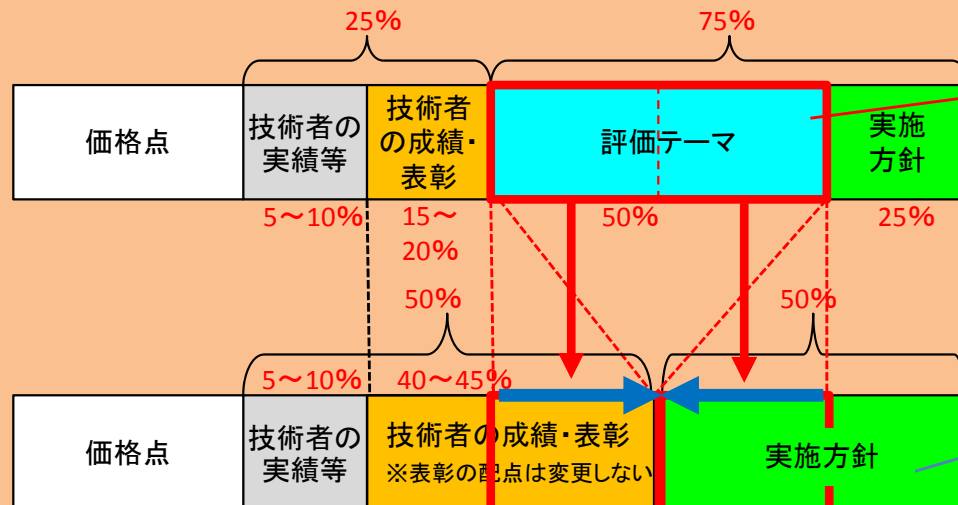 25%
75%
価格点
技術者の
実績等
技術者
の成績・
表彰
評価テーマ
実施
方針
5～10%
15～
20%
50%
25%
50%
50%
5～10%
40～45%
価格点
技術者の
実績等
技術者の成績・表彰
※表彰の配点は変更しない
実施方針